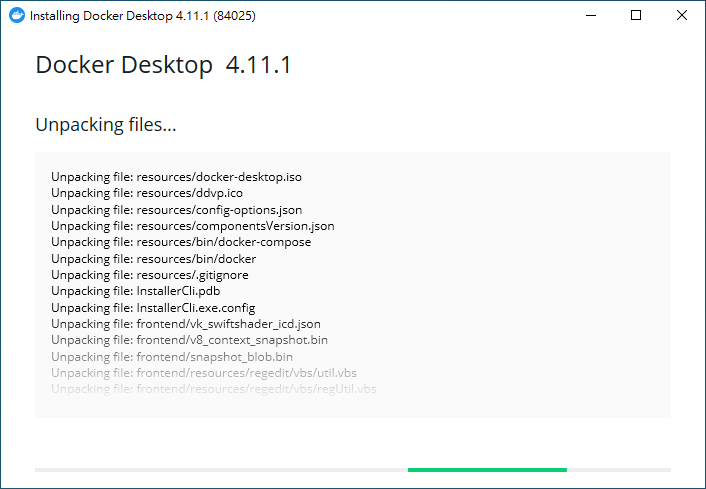 Installing Docker Desktop 4.11.1 (84025)
Docker Desktop 4.11.1
Unpacking files...
Unpacking file: resources/docker-desktop.iso
Unpacking file: resources/ddvp.ico
Unpacking file: resources/config-options.json
Unpacking file: resources/componentsVersion.json
Unpacking file: resources/bin/docker-compose
Unpacking file: resources/bin/docker
Unpacking file: resources/.gitignore
Unpacking file: InstallerCli.pdb
Unpacking file: InstallerCli.exe.config
Unpacking file: frontend/vk_swiftshader_icd.json
Unpacking file: frontend/v8_context_snapshot.bin
Unpacking file: frontend/snapshot_blob.bin
Unpacking file: frontend/resources/regedit/vbs/util.vbs
Unpacking file: frontend/resources/regedit/vbs/regUtil.vbs